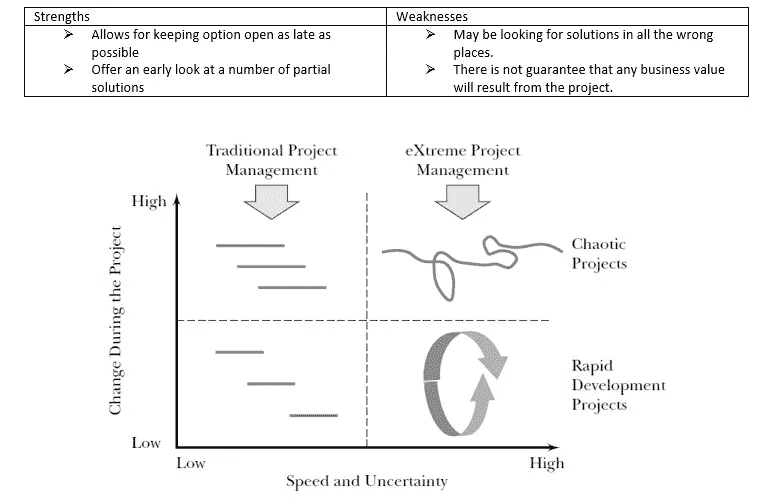 Strengths
Weaknesses
➢ Allows for keeping option open as late as
possible
➢ Offer an early look at a number of partial
solutions
➢ May be looking for solutions in all the wrong
places.
➢ There is not guarantee that any business value
will result from the project.
Traditional Project
Management
eXtreme Project
Management
High
Change During the Project
Chaotic
Projects
Rapid
Development
Projects
Low
Low
High
Speed and Uncertainty